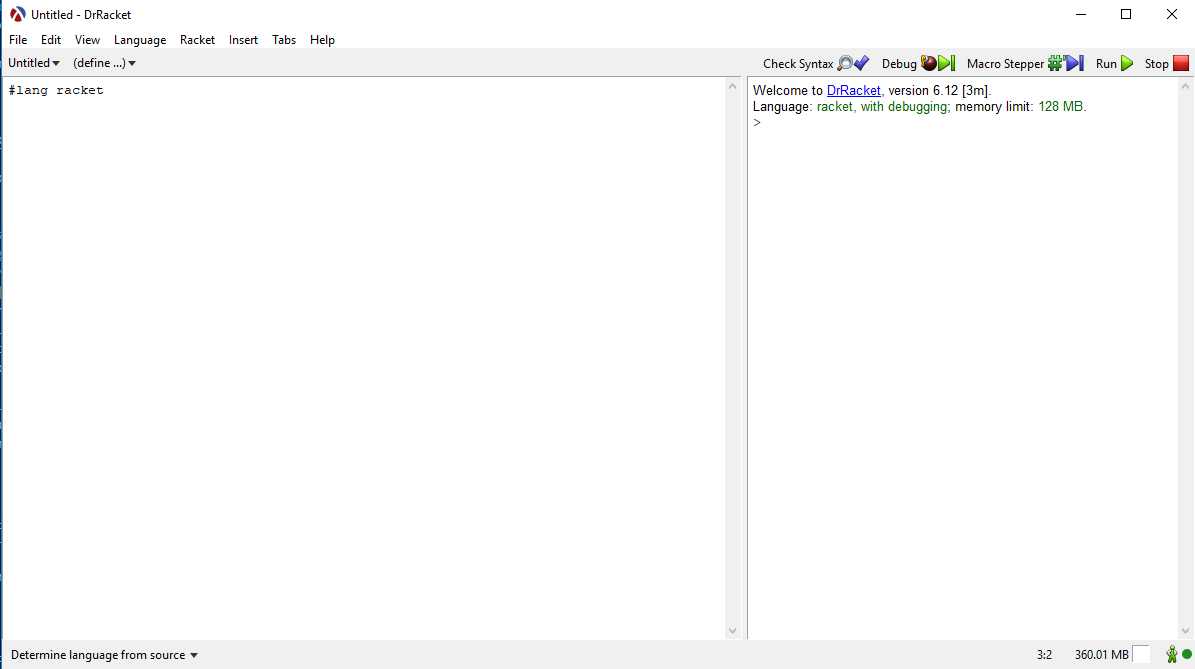 Untitled - DrRacket
File Edit View Language Racket Insert Tabs Help
Untitled (define ...) Check Syntax Debug Macro Stepper Run Stop
#lang racket
Welcome to DrRacket, version 6.12 [3m].
Language: racket, with debugging; memory limit: 128 MB.
>
Determine language from source 3:2 360.01 MB